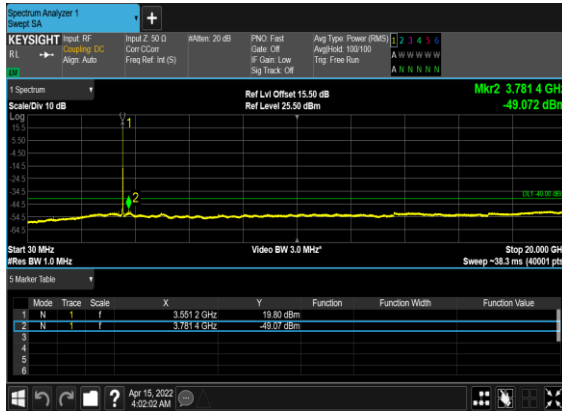 Spectrum Analyzer 1
Swept SA
+
KEYSIGHT Input: RF Input Z: 50 Ω #Atten: 20 dB PNO: Fast Avg Type: Power (RMS) 1 2 3 4 5 6
RL Coupling: DC Corr CCorr Gate: Off Avg|Hold: 100/100 A W W W W W
Align: Auto Freq Ref: Int (S) IF Gain: Low Trig: Free Run
Sig Track: Off A N N N N N
1 Spectrum Ref Lvl Offset 15.50 dB Mkr2 3.781 4 GHz
Scale/Div 10 dB Ref Level 25.50 dBm -49.072 dBm
Log
1
15.5
5.50
-4.50
-14.5
-24.5
-34.5
DL1 -40.00 dBm
2
-44.5
-54.5
-64.5
Start 30 MHz Video BW 3.0 MHz* Stop 20.000 GHz
#Res BW 1.0 MHz Sweep ~38.3 ms (40001 pts)
5 Marker Table
Mode Trace Scale X Y Function Function Width Function Value
1 N 1 f 3.551 2 GHz 19.80 dBm
2 N 1 f 3.781 4 GHz -49.07 dBm
3
4
5
6
? Apr 15, 2022
4:02:02 AM